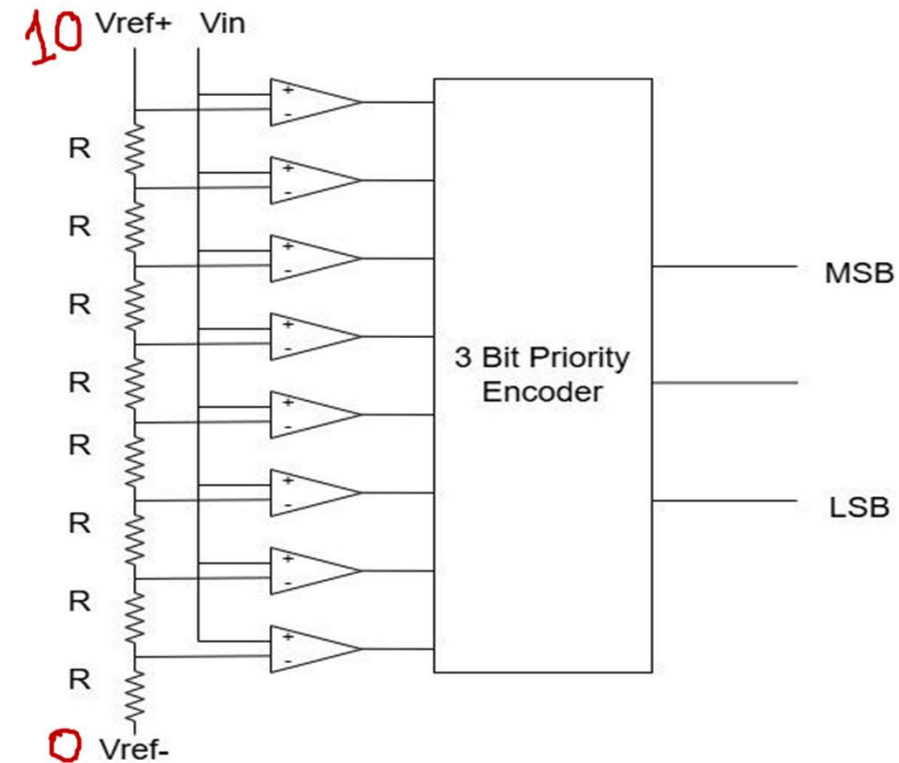 10 Vref+ Vin
+
-
R
+
-
R
+
-
R
MSB
+
-
3 Bit Priority
Encoder
R
+
-
R
+
-
LSB
R
+
-
R
+
-
R
0 Vref-